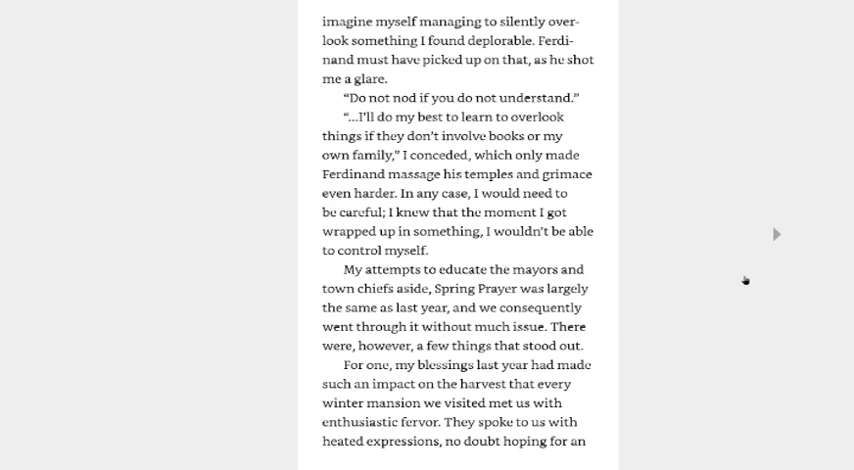 imagine myself managing to silently over-
look something I found deplorable. Ferdi-
nand must have picked up on that, as he shot
me a glare.
“Do not nod if you do not understand.”
“...I’ll do my best to learn to overlook
things if they don’t involve books or my
own family,” I conceded, which only made
Ferdinand massage his temples and grimace
even harder. In any case, I would need to
be careful; I knew that the moment I got
wrapped up in something, I wouldn’t be able
to control myself.
My attempts to educate the mayors and
town chiefs aside, Spring Prayer was largely
the same as last year, and we consequently
went through it without much issue. There
were, however, a few things that stood out.
For one, my blessings last year had made
such an impact on the harvest that every
winter mansion we visited met us with
enthusiastic fervor. They spoke to us with
heated expressions, no doubt hoping for an